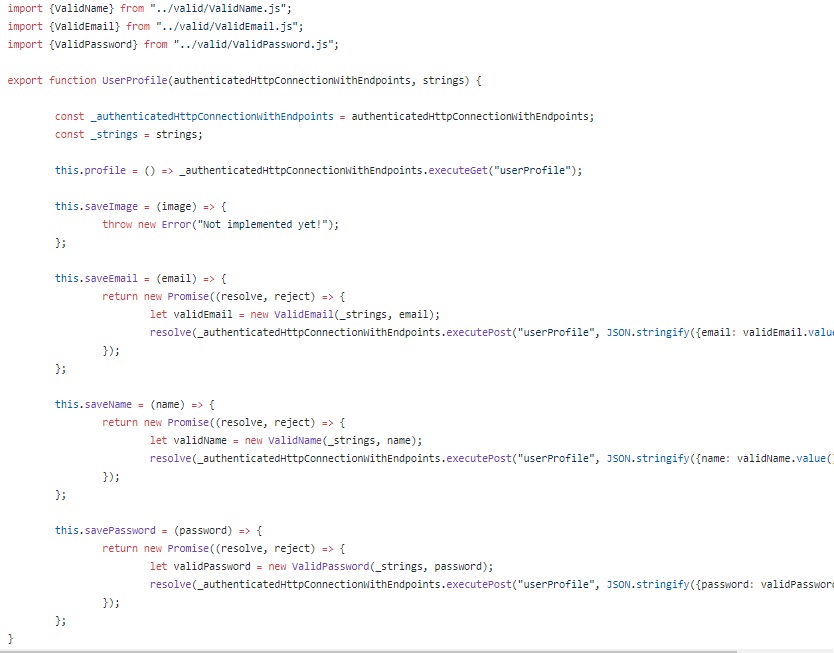 import {ValidName} from "../valid/ValidName.js";
import {ValidEmail} from "../valid/ValidEmail.js";
import {ValidPassword} from "../valid/ValidPassword.js";

export function UserProfile(authenticatedHttpConnectionWithEndpoints, strings) {

        const _authenticatedHttpConnectionWithEndpoints = authenticatedHttpConnectionWithEndpoints;
        const _strings = strings;

        this.profile = () => _authenticatedHttpConnectionWithEndpoints.executeGet("userProfile");

        this.saveImage = (image) => {
                throw new Error("Not implemented yet!");
        };

        this.saveEmail = (email) => {
                return new Promise((resolve, reject) => {
                        let validEmail = new ValidEmail(_strings, email);
                        resolve(_authenticatedHttpConnectionWithEndpoints.executePost("userProfile", JSON.stringify({email: validEmail.valu
                });
        };

        this.saveName = (name) => {
                return new Promise((resolve, reject) => {
                        let validName = new ValidName(_strings, name);
                        resolve(_authenticatedHttpConnectionWithEndpoints.executePost("userProfile", JSON.stringify({name: validName.value()
                });
        };

        this.savePassword = (password) => {
                return new Promise((resolve, reject) => {
                        let validPassword = new ValidPassword(_strings, password);
                        resolve(_authenticatedHttpConnectionWithEndpoints.executePost("userProfile", JSON.stringify({password: validPassword
                });
        };
}